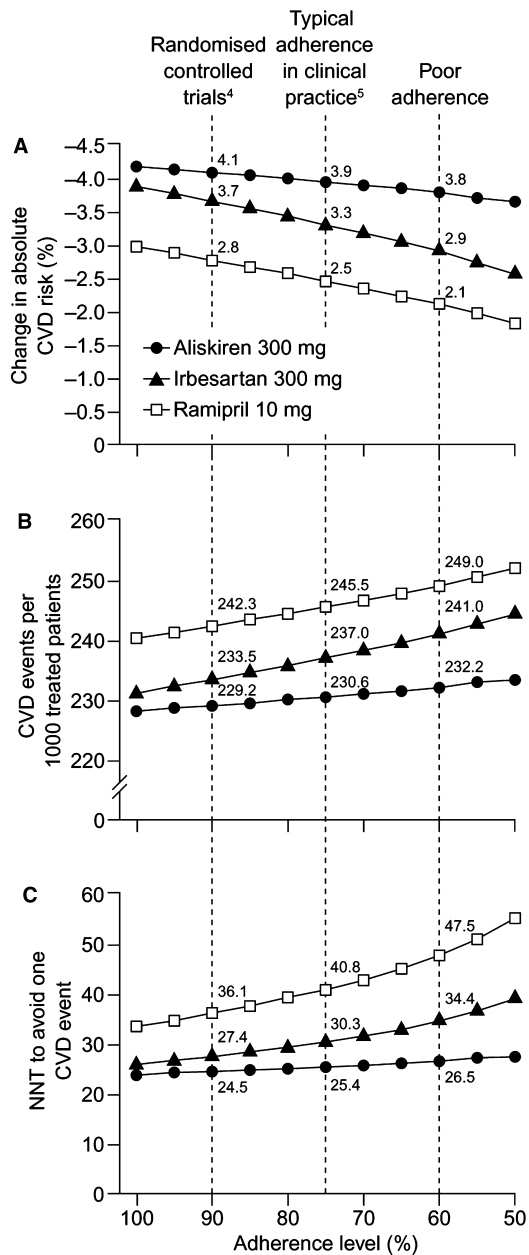 Randomised
controlled
trials4
Typical
adherence
in clinical
practice5
Poor
adherence
A
Change in absolute
CVD risk (%)
–4.5
–4.0
–3.5
–3.0
–2.5
–2.0
–1.5
–1.0
–0.5
0
4.1
3.9
3.8
3.7
3.3
2.9
2.8
2.5
2.1
Aliskiren 300 mg
Irbesartan 300 mg
Ramipril 10 mg
B
CVD events per
1000 treated patients
260
250
240
230
220
0
242.3
245.5
249.0
233.5
237.0
241.0
229.2
230.6
232.2
C
NNT to avoid one
CVD event
60
50
40
30
20
10
0
36.1
40.8
47.5
27.4
30.3
34.4
24.5
25.4
26.5
100
90
80
70
60
50
Adherence level (%)